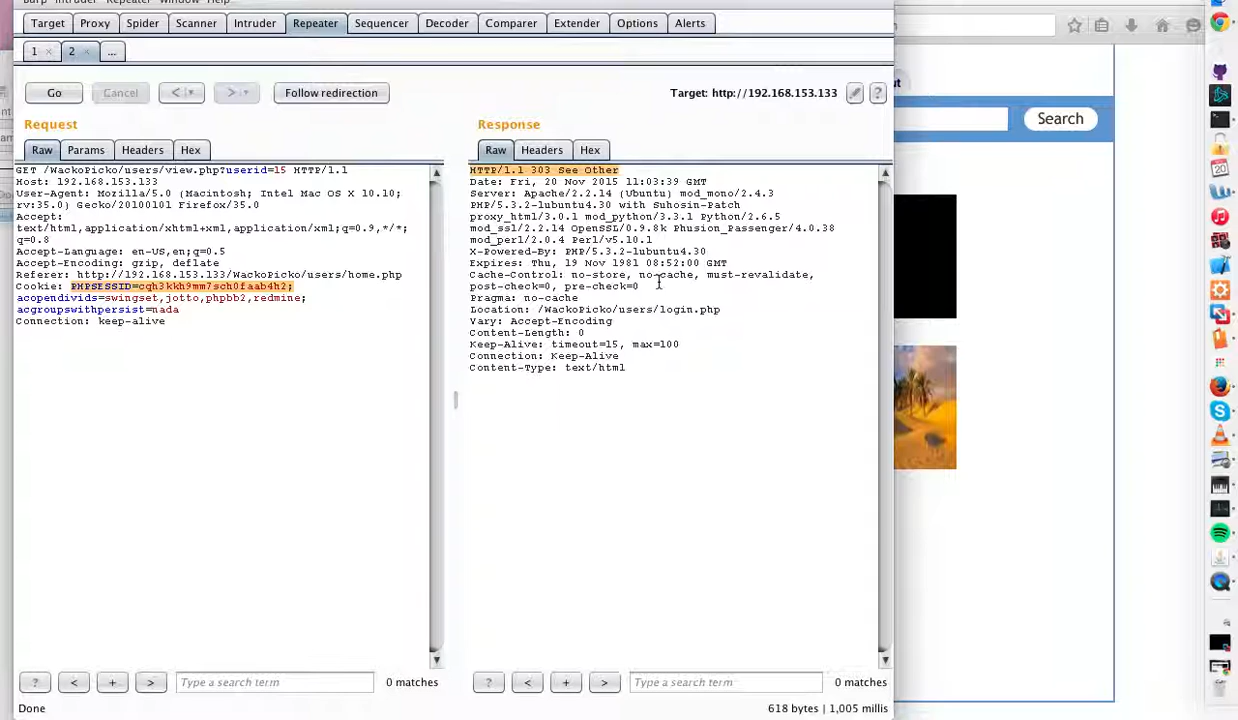 Target Proxy Spider Scanner Intruder Repeater Sequencer Decoder Comparer Extender Options Alerts
1 × 2 × ...
Go Cancel < > Follow redirection Target: http://192.168.153.133 ?
Search
Request
Raw Params Headers Hex
GET /WackoPicko/users/view.php?userid=15 HTTP/1.1
Host: 192.168.153.133
User-Agent: Mozilla/5.0 (Macintosh; Intel Mac OS X 10.10;
rv:35.0) Gecko/20100101 Firefox/35.0
Accept:
text/html,application/xhtml+xml,application/xml;q=0.9,*/*;
q=0.8
Accept-Language: en-US,en;q=0.5
Accept-Encoding: gzip, deflate
Referer: http://192.168.153.133/WackoPicko/users/home.php
Cookie: PHPSESSID=cqh3kkh9mm7sch0faab4h2;
acopendivids=swingset,jotto,phpbb2,redmine;
acgroupswithpersist=nada
Connection: keep-alive
Response
Raw Headers Hex
HTTP/1.1 303 See Other
Date: Fri, 20 Nov 2015 11:03:39 GMT
Server: Apache/2.2.14 (Ubuntu) mod_mono/2.4.3
PHP/5.3.2-1ubuntu4.30 with Suhosin-Patch
proxy_html/3.0.1 mod_python/3.3.1 Python/2.6.5
mod_ssl/2.2.14 OpenSSL/0.9.8k Phusion_Passenger/4.0.38
mod_perl/2.0.4 Perl/v5.10.1
X-Powered-By: PHP/5.3.2-1ubuntu4.30
Expires: Thu, 19 Nov 1981 08:52:00 GMT
Cache-Control: no-store, no-cache, must-revalidate,
post-check=0, pre-check=0
Pragma: no-cache
Location: /WackoPicko/users/login.php
Vary: Accept-Encoding
Content-Length: 0
Keep-Alive: timeout=15, max=100
Connection: Keep-Alive
Content-Type: text/html
? < + > Type a search term 0 matches
? < + > Type a search term 0 matches
Done 618 bytes | 1,005 millis